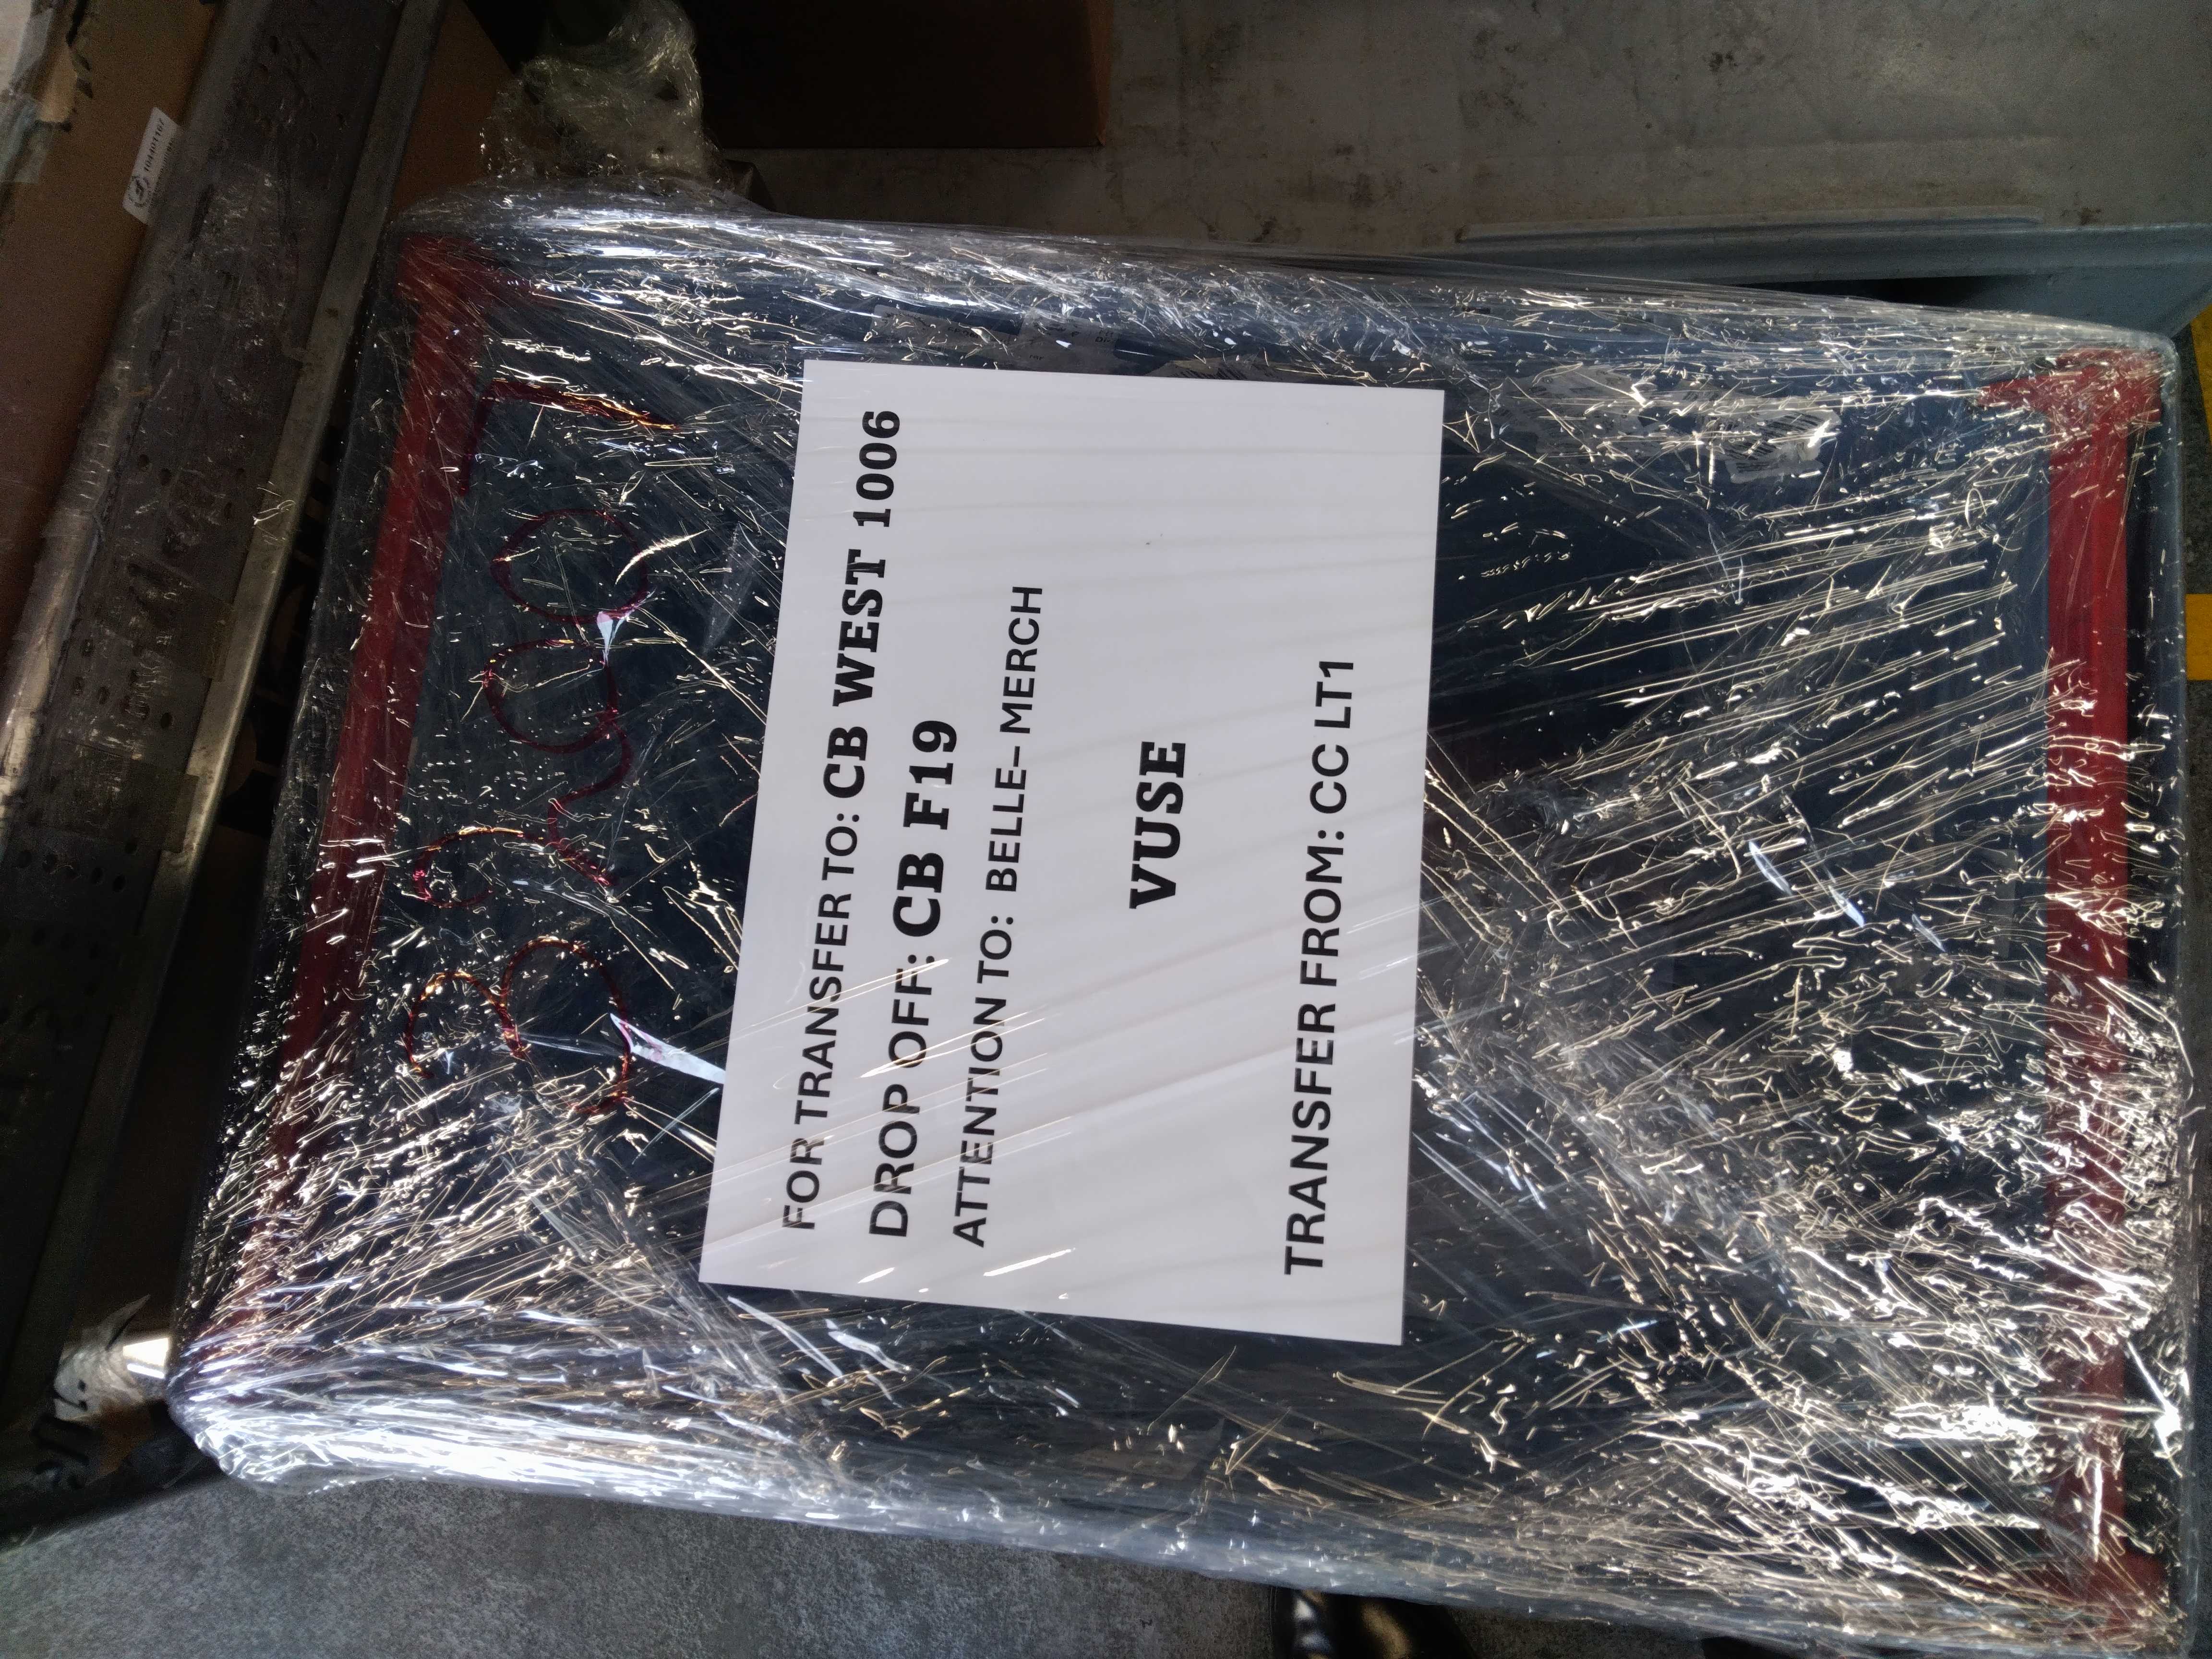 FOR TRANSFER TO: CB WEST 1006
DROP OFF: CB F19
ATTENTION TO: BELLE–MERCH
VUSE
TRANSFER FROM: CC LT1